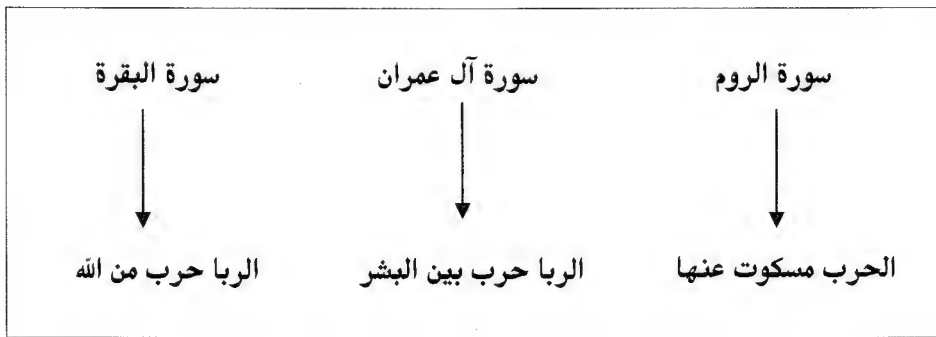 سورة الروم سورة آل عمران سورة البقرة
الحرب مسكوت عنها الربا حرب بين البشر الربا حرب من الله